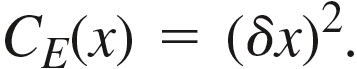 C_E(x) = (δx)^2.